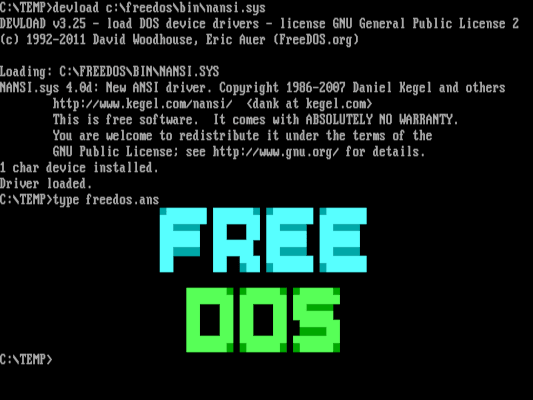 C:\TEMP>devload c:\freedos\bin\nansi.sys
DEVLOAD v3.25 - load DOS device drivers - license GNU General Public License 2
(c) 1992-2011 David Woodhouse, Eric Auer (FreeDOS.org)
Loading: C:\FREEDOS\BIN\NANSI.SYS
NANSI.sys 4.0d: New ANSI driver. Copyright 1986-2007 Daniel Kegel and others
http://www.kegel.com/nansi/  <dank at kegel.com>
This is free software.  It comes with ABSOLUTELY NO WARRANTY.
You are welcome to redistribute it under the terms of the
GNU Public License; see http://www.gnu.org/ for details.
1 char device installed.
Driver loaded.
C:\TEMP>type freedos.ans
FREE
DOS
C:\TEMP>